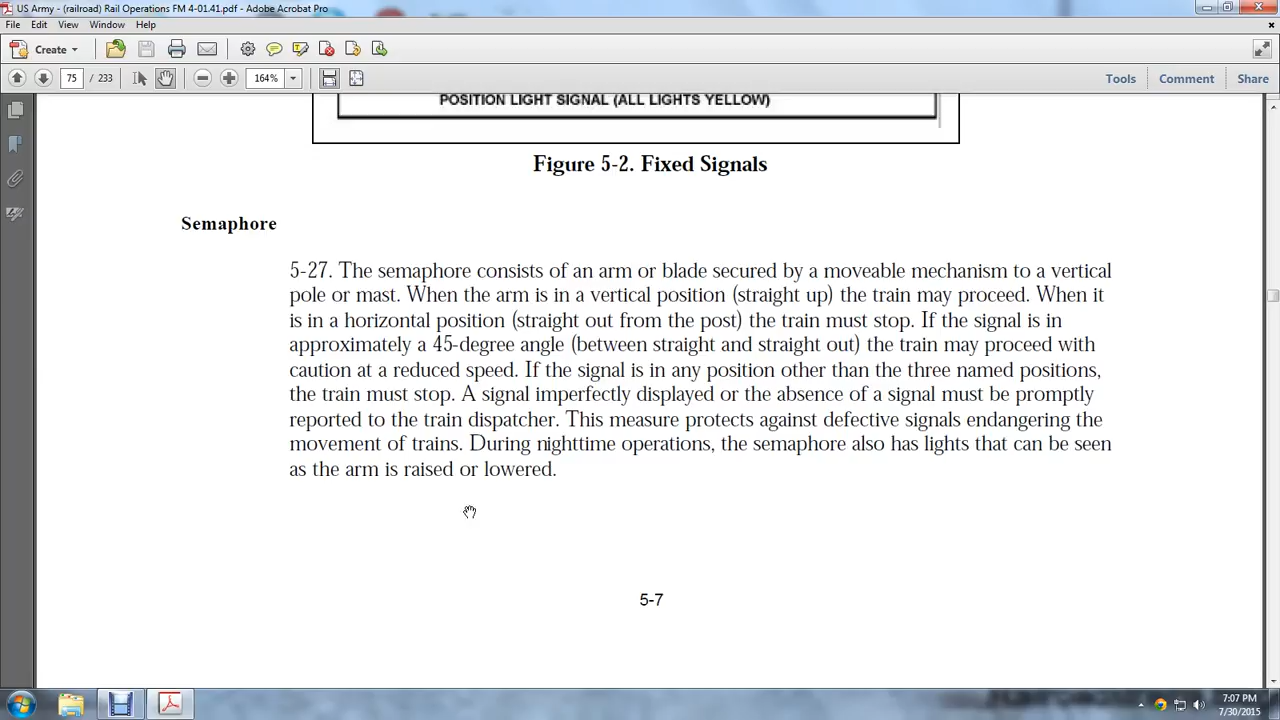 US Army - (railroad) Rail Operations FM 4-01.41.pdf - Adobe Acrobat Pro
File Edit View Window Help
Create
75 / 233 164% Tools Comment Share
POSITION LIGHT SIGNAL (ALL LIGHTS YELLOW)
Figure 5-2. Fixed Signals
Semaphore
5-27. The semaphore consists of an arm or blade secured by a moveable mechanism to a vertical
pole or mast. When the arm is in a vertical position (straight up) the train may proceed. When it
is in a horizontal position (straight out from the post) the train must stop. If the signal is in
approximately a 45-degree angle (between straight and straight out) the train may proceed with
caution at a reduced speed. If the signal is in any position other than the three named positions,
the train must stop. A signal imperfectly displayed or the absence of a signal must be promptly
reported to the train dispatcher. This measure protects against defective signals endangering the
movement of trains. During nighttime operations, the semaphore also has lights that can be seen
as the arm is raised or lowered.
5-7
7:07 PM
7/30/2015